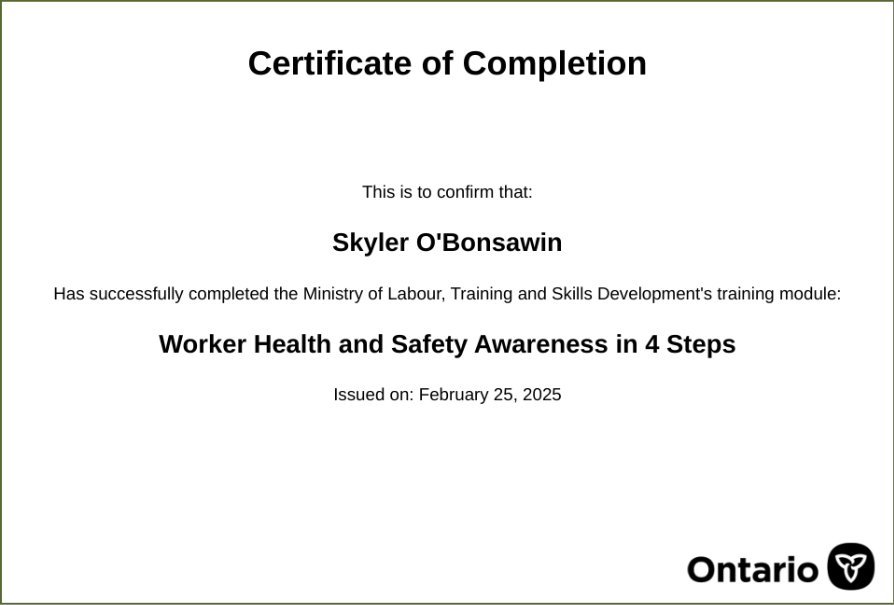 Certificate of Completion
This is to confirm that:
Skyler O'Bonsawin
Has successfully completed the Ministry of Labour, Training and Skills Development's training module:
Worker Health and Safety Awareness in 4 Steps
Issued on: February 25, 2025
Ontario